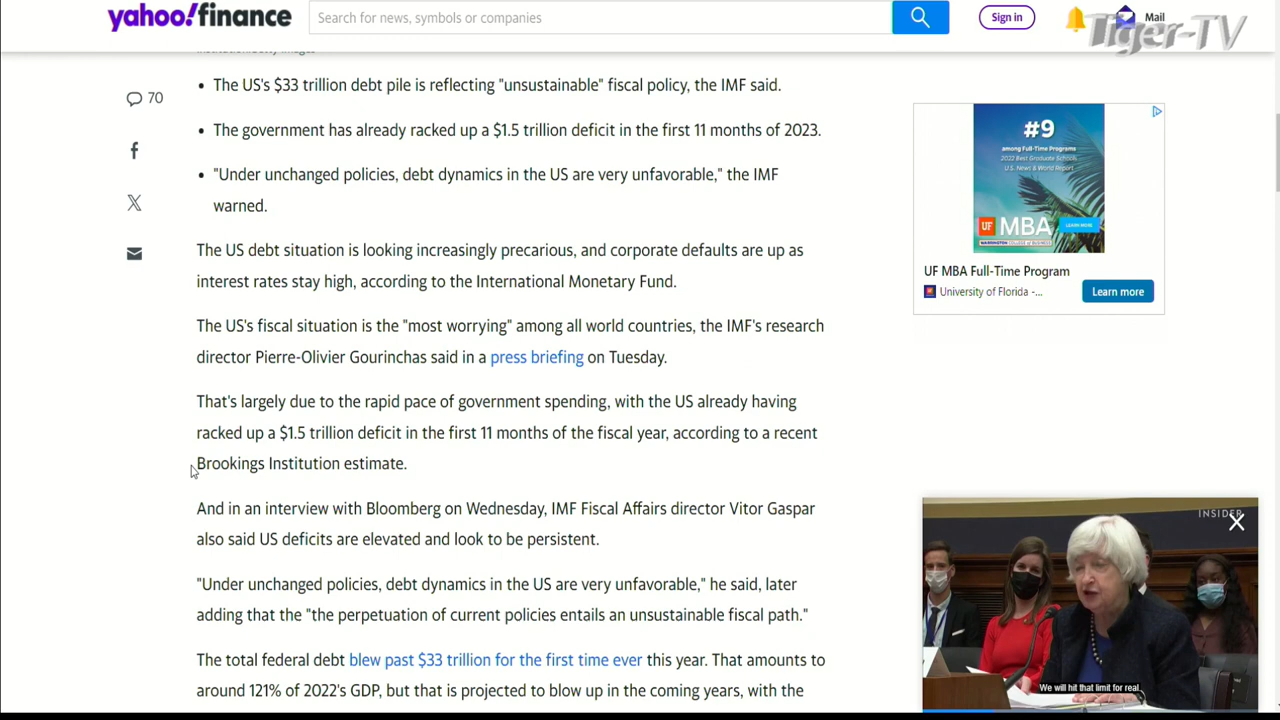 yahoo!finance
Search for news, symbols or companies
Sign in
Mail
Tiger-TV
70
• The US's $33 trillion debt pile is reflecting "unsustainable" fiscal policy, the IMF said.
• The government has already racked up a $1.5 trillion deficit in the first 11 months of 2023.
• "Under unchanged policies, debt dynamics in the US are very unfavorable," the IMF
warned.
The US debt situation is looking increasingly precarious, and corporate defaults are up as
interest rates stay high, according to the International Monetary Fund.
The US's fiscal situation is the "most worrying" among all world countries, the IMF's research
director Pierre-Olivier Gourinchas said in a press briefing on Tuesday.
That's largely due to the rapid pace of government spending, with the US already having
racked up a $1.5 trillion deficit in the first 11 months of the fiscal year, according to a recent
Brookings Institution estimate.
And in an interview with Bloomberg on Wednesday, IMF Fiscal Affairs director Vitor Gaspar
also said US deficits are elevated and look to be persistent.
"Under unchanged policies, debt dynamics in the US are very unfavorable," he said, later
adding that the "the perpetuation of current policies entails an unsustainable fiscal path."
The total federal debt blew past $33 trillion for the first time ever this year. That amounts to
around 121% of 2022's GDP, but that is projected to blow up in the coming years, with the
#9
among Full-Time Programs
2022 Best Graduate Schools
U.S. News & World Report
UF MBA
LEARN MORE
WARRINGTON COLLEGE OF BUSINESS
UF MBA Full-Time Program
University of Florida -...
Learn more
INSIDER
We will hit that limit for real